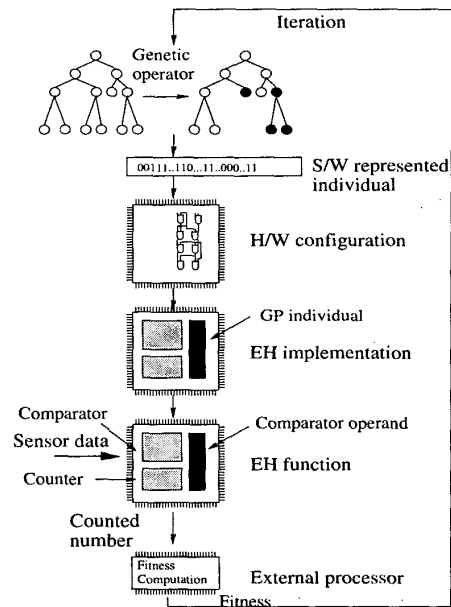 Iteration
Genetic
operator
00111..110...11..000..11
S/W represented
individual
H/W configuration
GP individual
EH implementation
Comparator
Sensor data
Counter
Comparator operand
EH function
Counted
number
Fitness
Computation
External processor
Fitness